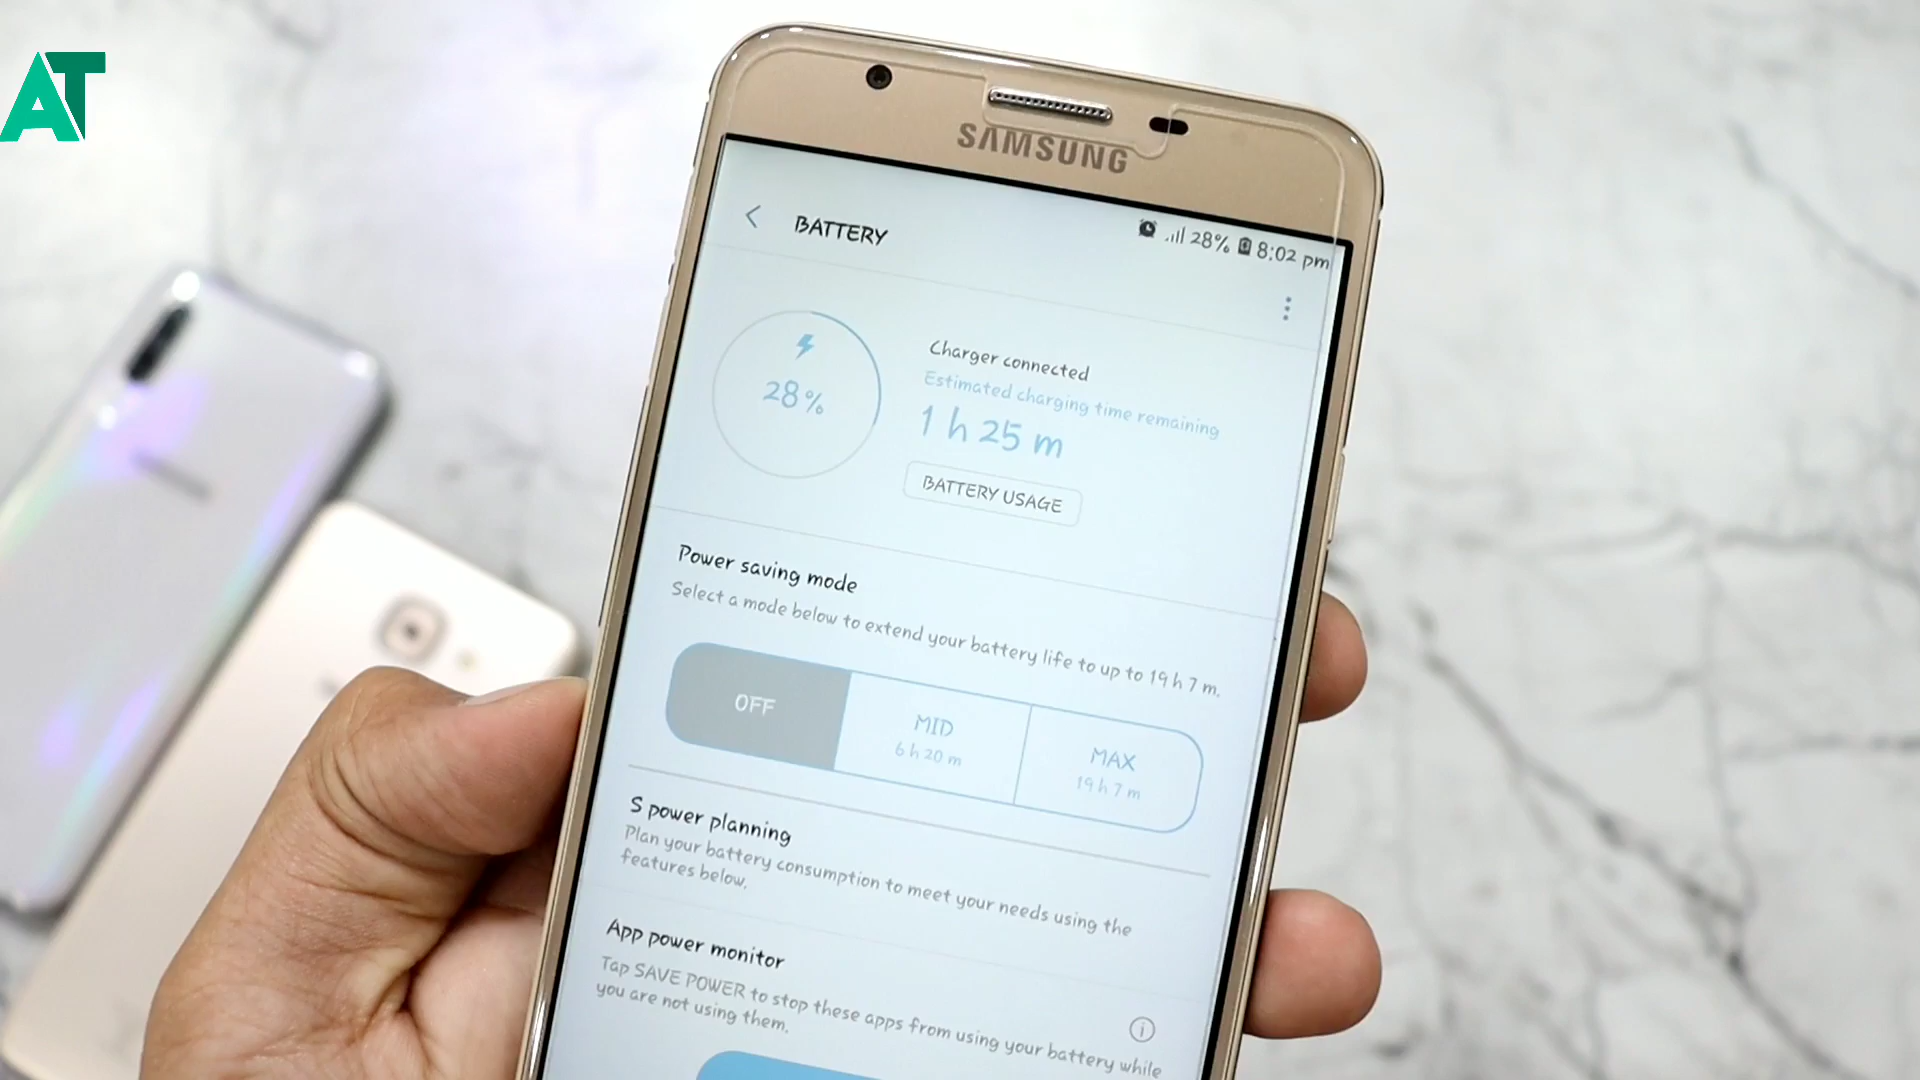 AT
SAMSUNG
28% 8:02 pm
BATTERY
28%
Charger connected
Estimated charging time remaining
1 h 25 m
BATTERY USAGE
Power saving mode
Select a mode below to extend your battery life to up to 19 h 7 m.
OFF
MID
6 h 20 m
MAX
19 h 7 m
S power planning
Plan your battery consumption to meet your needs using the
features below.
App power monitor
Tap SAVE POWER to stop these apps from using your battery while
you are not using them.